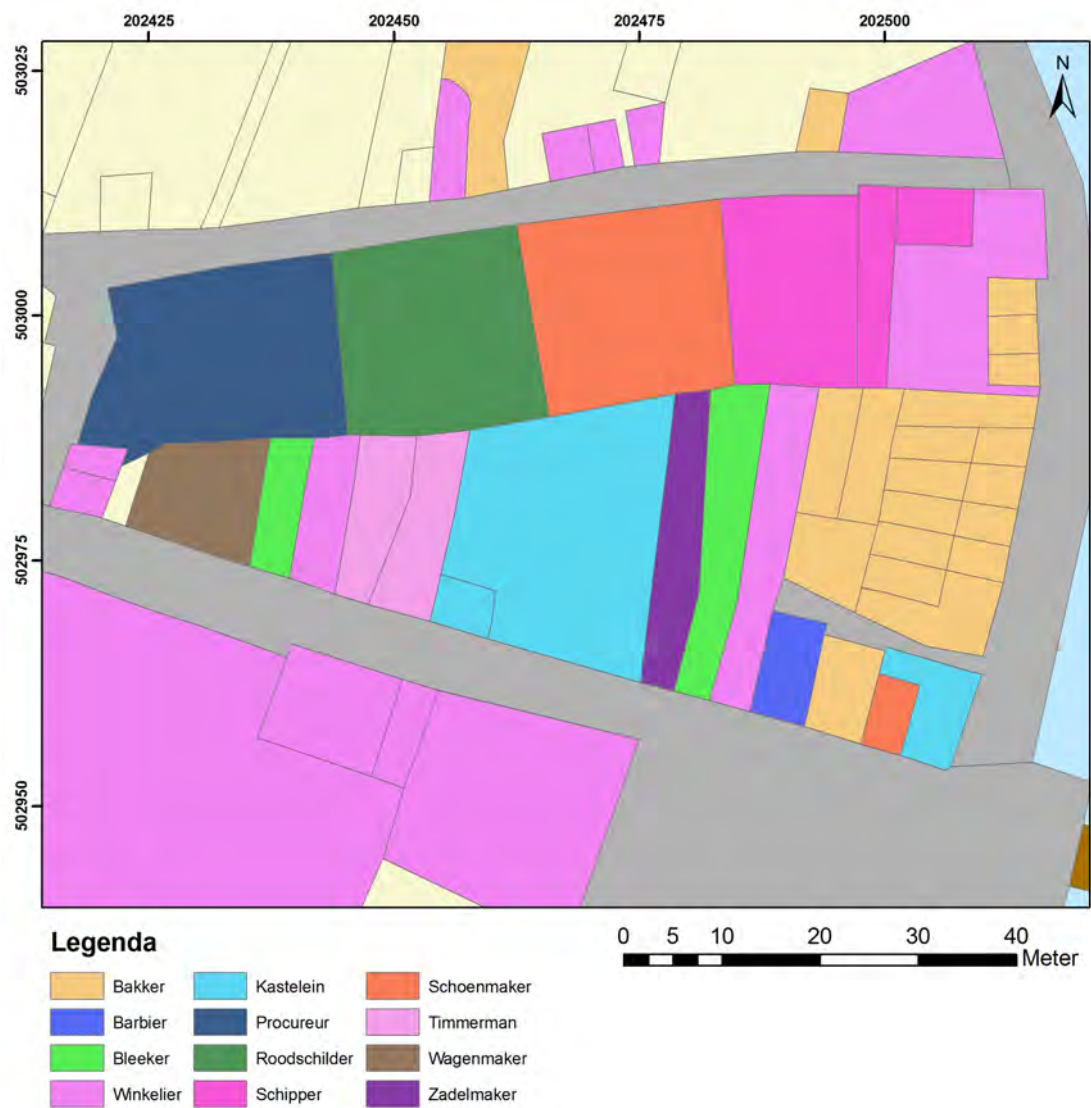 202425 202450 202475 202500
503025
503000
502975
502950
N
Legenda
Bakker
Barbier
Bleeker
Winkelier
Kastelein
Procureur
Roodschilder
Schipper
Schoenmaker
Timmerman
Wagenmaker
Zadelmaker
0 5 10 20 30 40
Meter